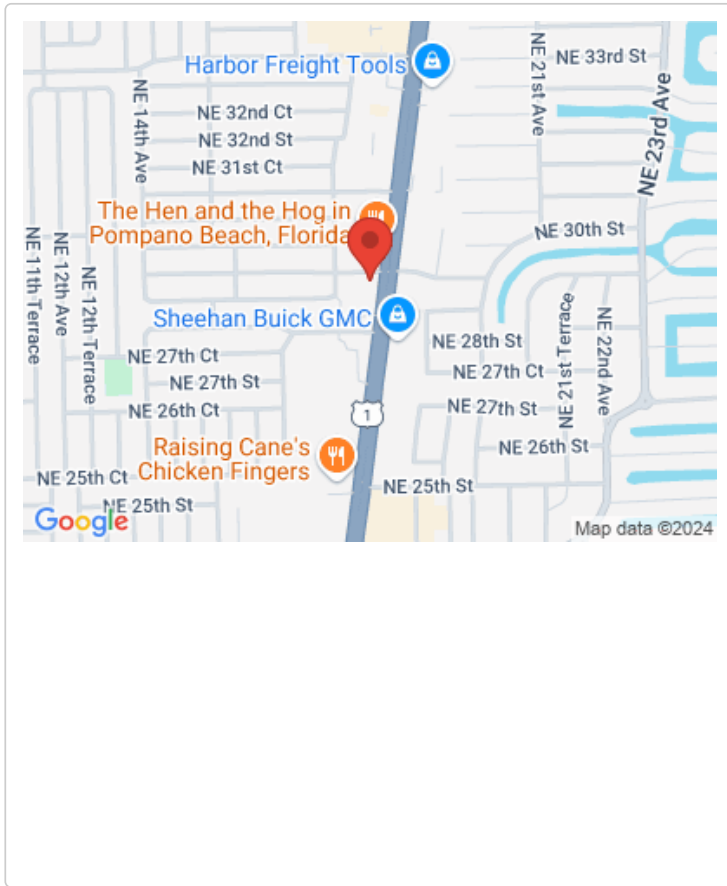 Harbor Freight Tools
NE 33rd St
NE 21st Ave
NE 23rd Ave
NE 14th Ave
NE 32nd Ct
NE 32nd St
NE 31st Ct
The Hen and the Hog in
Pompano Beach, Florida
NE 30th St
NE 11th Terrace
NE 12th Ave
NE 12th Terrace
Sheehan Buick GMC
NE 28th St
NE 21st Terrace
NE 22nd Ave
NE 27th Ct
NE 27th Ct
NE 27th St
NE 27th St
NE 26th Ct
1
Raising Cane's
Chicken Fingers
NE 26th St
NE 25th Ct
NE 25th St
NE 25th St
Google
Map data ©2024